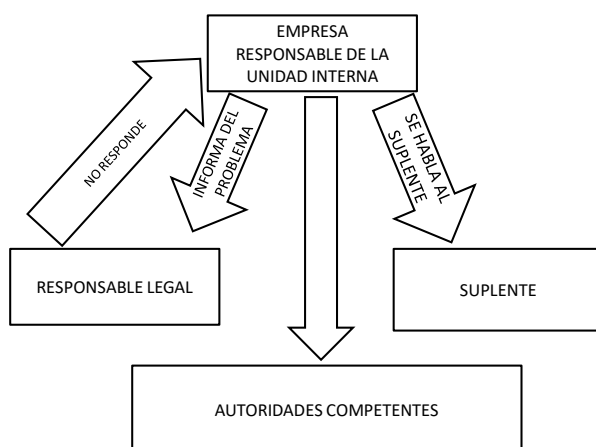 EMPRESA
RESPONSABLE DE LA
UNIDAD INTERNA
NO RESPONDE
INFORMA DEL
PROBLEMA
SE HABLA AL
SUPLENTE
RESPONSABLE LEGAL
SUPLENTE
AUTORIDADES COMPETENTES